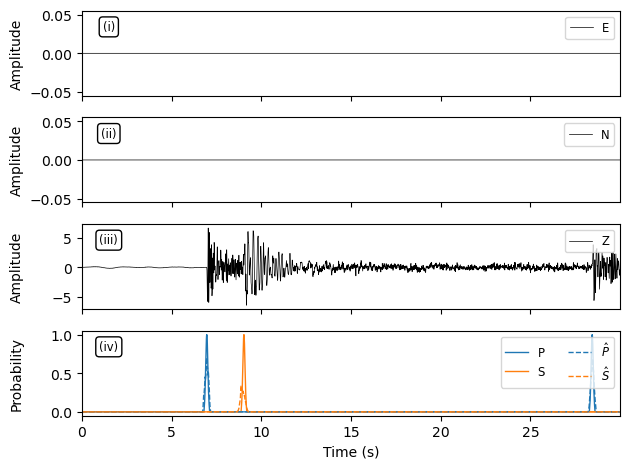 Amplitude
0.05
0.00
−0.05
(i)
E
Amplitude
0.05
0.00
−0.05
(ii)
N
Amplitude
5
0
−5
(iii)
Z
Probability
1.0
0.5
0.0
(iv)
P
S
P̂
Ŝ
0 5 10 15 20 25
Time (s)